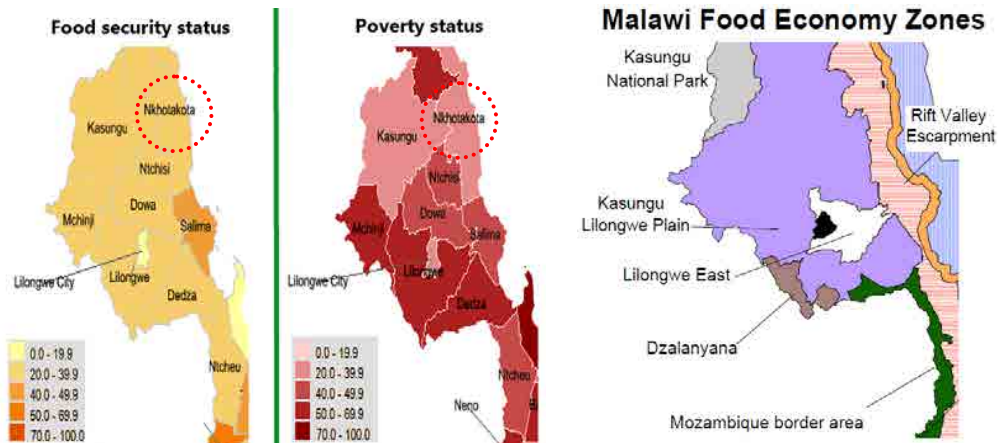 Food security status
Nkhotakota
Kasungu
Ntchisi
Dowa
Mchinji
Salima
Lilongwe City
Lilongwe
Dedza
Ntcheu
0.0 - 19.9
20.0 - 39.9
40.0 - 49.9
50.0 - 69.9
70.0 - 100.0
Poverty status
Nkhotakota
Kasungu
Ntchisi
Dowa
Mchinji
Salima
Lilongwe City
Lilongwe
Dedza
Ntcheu
Neno
0.0 - 19.9
20.0 - 39.9
40.0 - 49.9
50.0 - 69.9
70.0 - 100.0
Malawi Food Economy Zones
Kasungu
National Park
Rift Valley
Escarpment
Kasungu
Lilongwe Plain
Lilongwe East
Dzalanyana
Mozambique border area